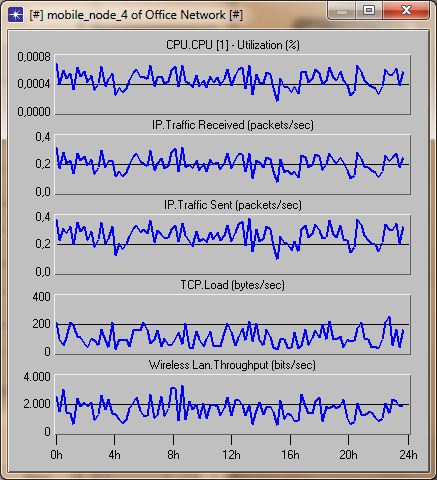 [#] mobile_node_4 of Office Network [#]
CPU.CPU [1] - Utilization (%)
0,0008
0,0004
0,0000
IP.Traffic Received (packets/sec)
0,4
0,2
0,0
IP.Traffic Sent (packets/sec)
0,4
0,2
0,0
TCP.Load (bytes/sec)
400
200
0
Wireless Lan.Throughput (bits/sec)
4.000
2.000
0
0h 4h 8h 12h 16h 20h 24h